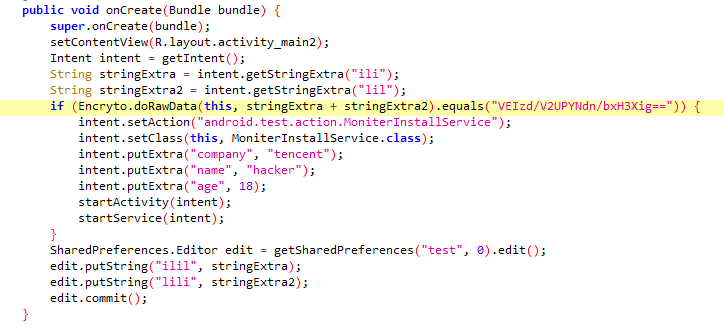 public void onCreate(Bundle bundle) {
super.onCreate(bundle);
setContentView(R.layout.activity_main2);
Intent intent = getIntent();
String stringExtra = intent.getStringExtra("ili");
String stringExtra2 = intent.getStringExtra("lil");
if (Encryto.doRawData(this, stringExtra + stringExtra2).equals("VEIzd/V2UPYNdn/bxH3Xig==")) {
intent.setAction("android.test.action.MoniterInstallService");
intent.setClass(this, MoniterInstallService.class);
intent.putExtra("company", "tencent");
intent.putExtra("name", "hacker");
intent.putExtra("age", 18);
startActivity(intent);
startService(intent);
}
SharedPreferences.Editor edit = getSharedPreferences("test", 0).edit();
edit.putString("ilil", stringExtra);
edit.putString("lili", stringExtra2);
edit.commit();
}